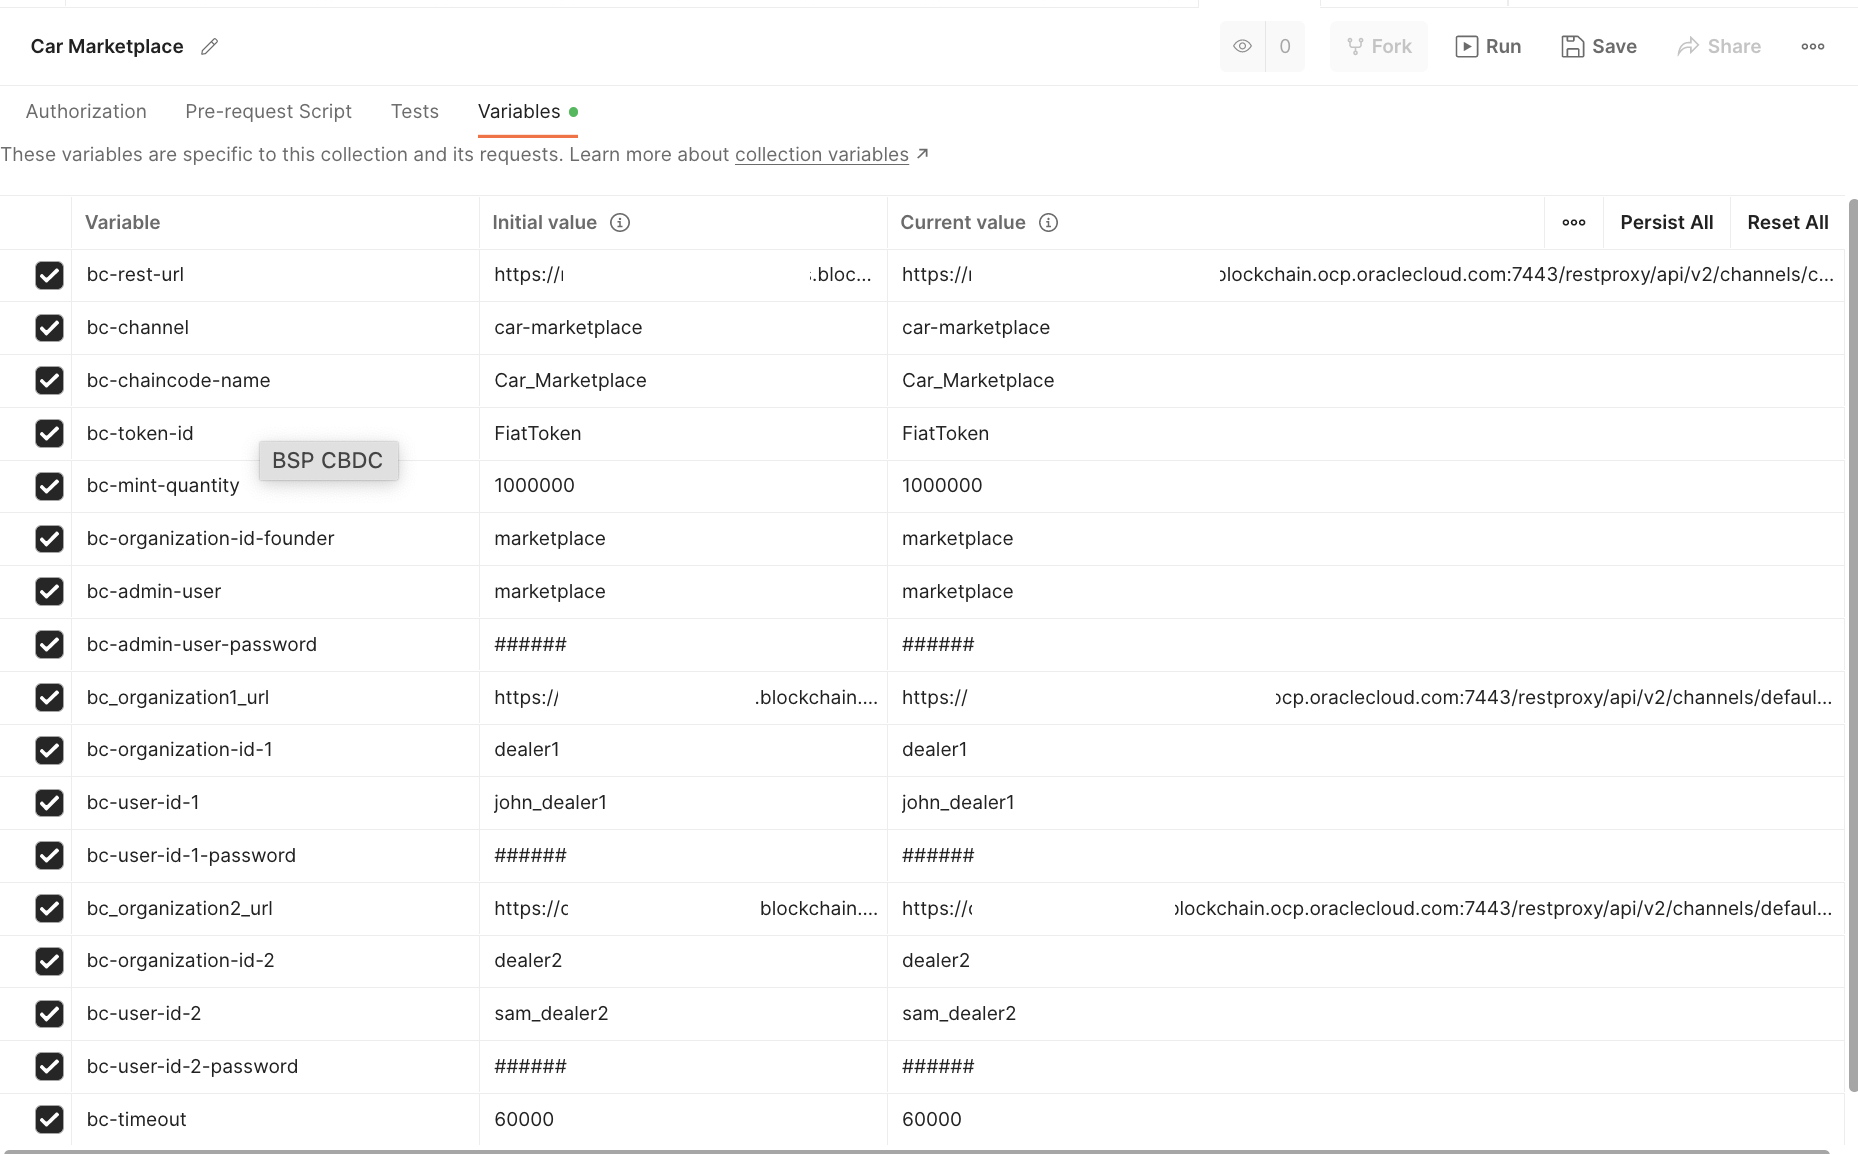 Car Marketplace 0 Fork Run Save Share
Authorization Pre-request Script Tests Variables
These variables are specific to this collection and its requests. Learn more about collection variables ↗
Variable Initial value Current value Persist All Reset All
bc-rest-url https:// .bloc... https:// blockchain.ocp.oraclecloud.com:7443/restproxy/api/v2/channels/c...
bc-channel car-marketplace car-marketplace
bc-chaincode-name Car_Marketplace Car_Marketplace
bc-token-id FiatToken FiatToken
BSP CBDC
bc-mint-quantity 1000000 1000000
bc-organization-id-founder marketplace marketplace
bc-admin-user marketplace marketplace
bc-admin-user-password ###### ######
bc_organization1_url https:// .blockchain.... https:// ocp.oraclecloud.com:7443/restproxy/api/v2/channels/defaul...
bc-organization-id-1 dealer1 dealer1
bc-user-id-1 john_dealer1 john_dealer1
bc-user-id-1-password ###### ######
bc_organization2_url https:// blockchain.... https:// blockchain.ocp.oraclecloud.com:7443/restproxy/api/v2/channels/defaul...
bc-organization-id-2 dealer2 dealer2
bc-user-id-2 sam_dealer2 sam_dealer2
bc-user-id-2-password ###### ######
bc-timeout 60000 60000